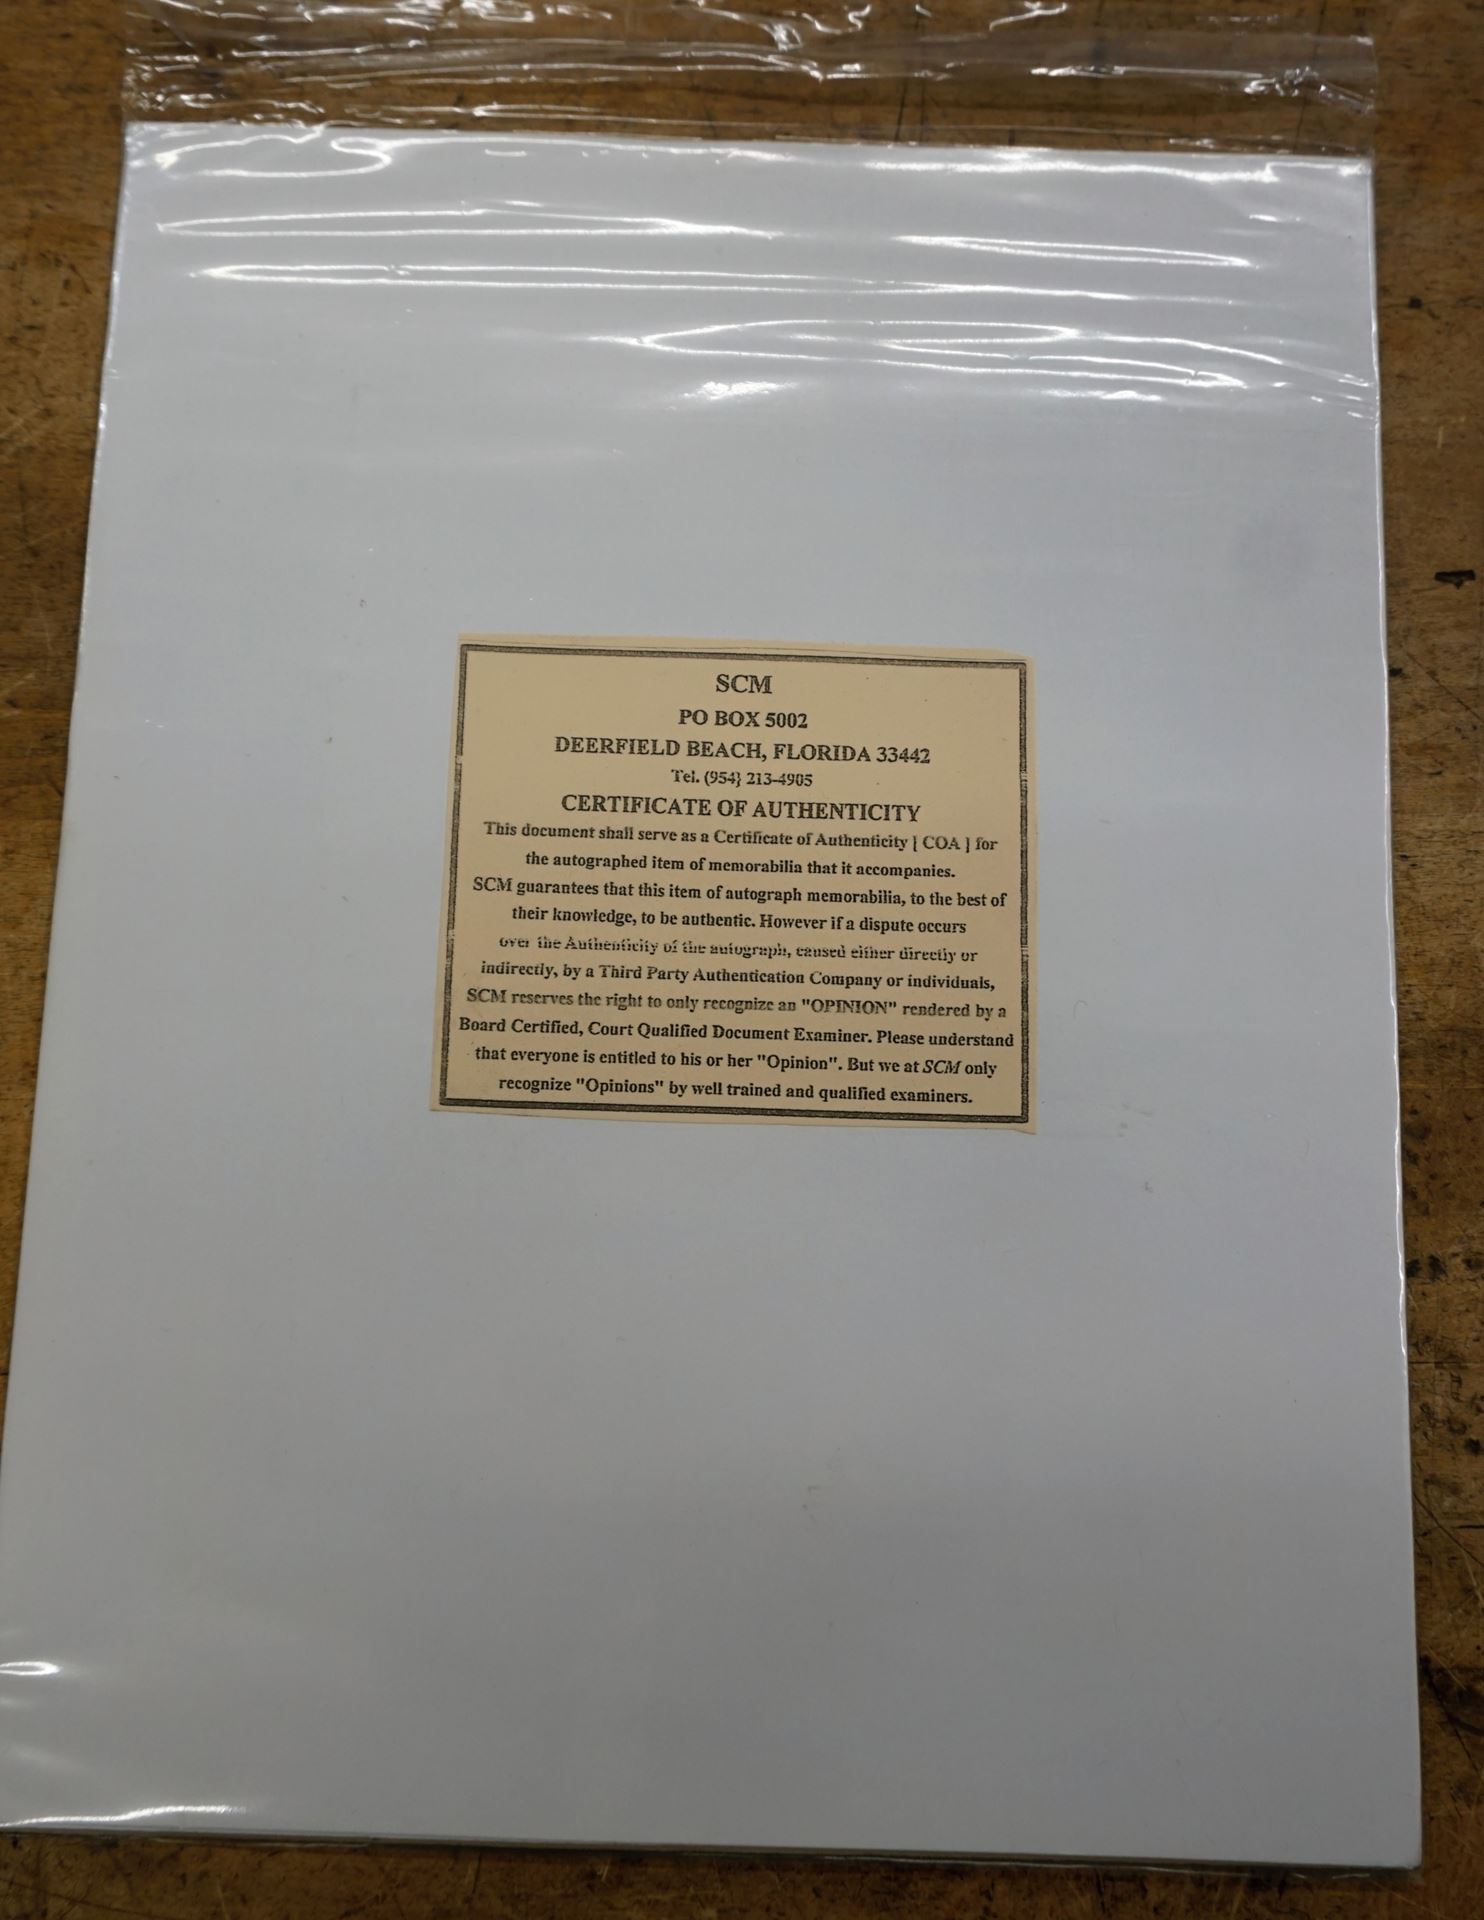 SCM
PO BOX 5002
DEERFIELD BEACH, FLORIDA 33442
Tel. (954} 213-4905
CERTIFICATE OF AUTHENTICITY
This document shall serve as a Certificate of Authenticity [ COA ] for
the autographed item of memorabilia that it accompanies.
SCM guarantees that this item of autograph memorabilia, to the best of
their knowledge, to be authentic. However if a dispute occurs
over the Authenticity of the autograph, caused either directly or
indirectly, by a Third Party Authentication Company or individuals,
SCM reserves the right to only recognize an "OPINION" rendered by a
Board Certified, Court Qualified Document Examiner. Please understand
that everyone is entitled to his or her "Opinion". But we at SCM only
recognize "Opinions" by well trained and qualified examiners.